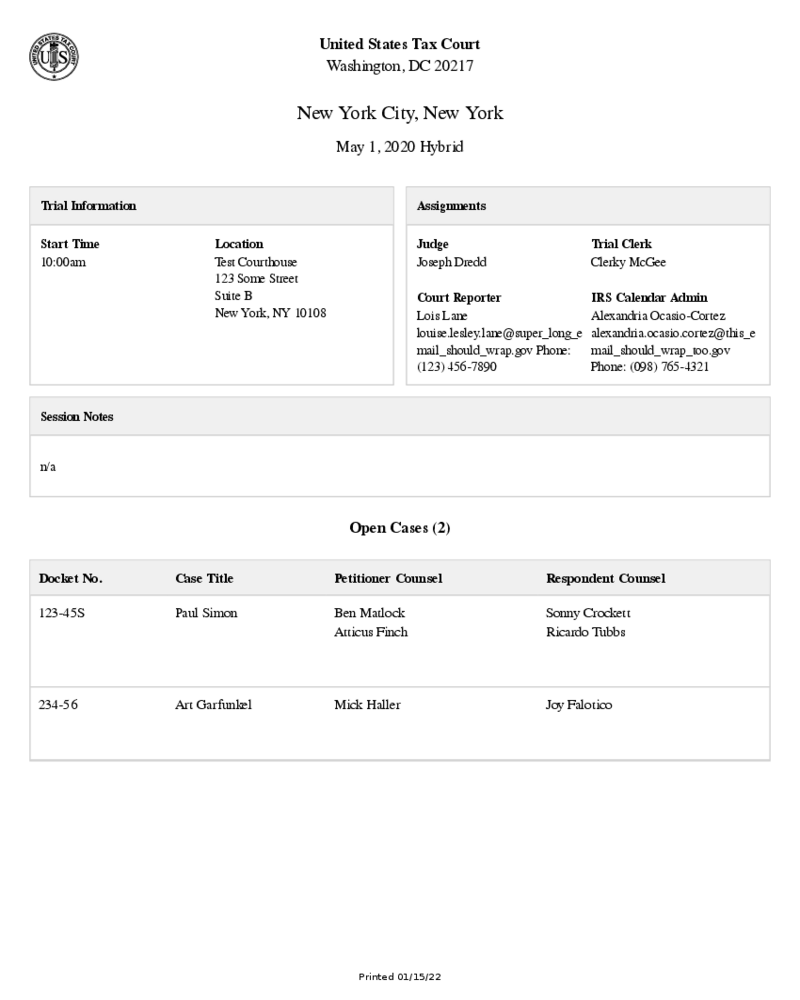 UNITED STATES TAX COURT
US
United States Tax Court
Washington, DC 20217
New York City, New York
May 1, 2020 Hybrid
Trial Information
Start Time
10:00am
Location
Test Courthouse
123 Some Street
Suite B
New York, NY 10108
Assignments
Judge
Joseph Dredd
Trial Clerk
Clerky McGee
Court Reporter
Lois Lane
louise.lesley.lane@super_long_e
mail_should_wrap.gov Phone:
(123) 456-7890
IRS Calendar Admin
Alexandria Ocasio-Cortez
alexandria.ocasio.cortez@this_e
mail_should_wrap_too.gov
Phone: (098) 765-4321
Session Notes
n/a
Open Cases (2)
Docket No. Case Title Petitioner Counsel Respondent Counsel
123-45S Paul Simon Ben Matlock Sonny Crockett
Atticus Finch Ricardo Tubbs
234-56 Art Garfunkel Mick Haller Joy Falotico
Printed 01/15/22